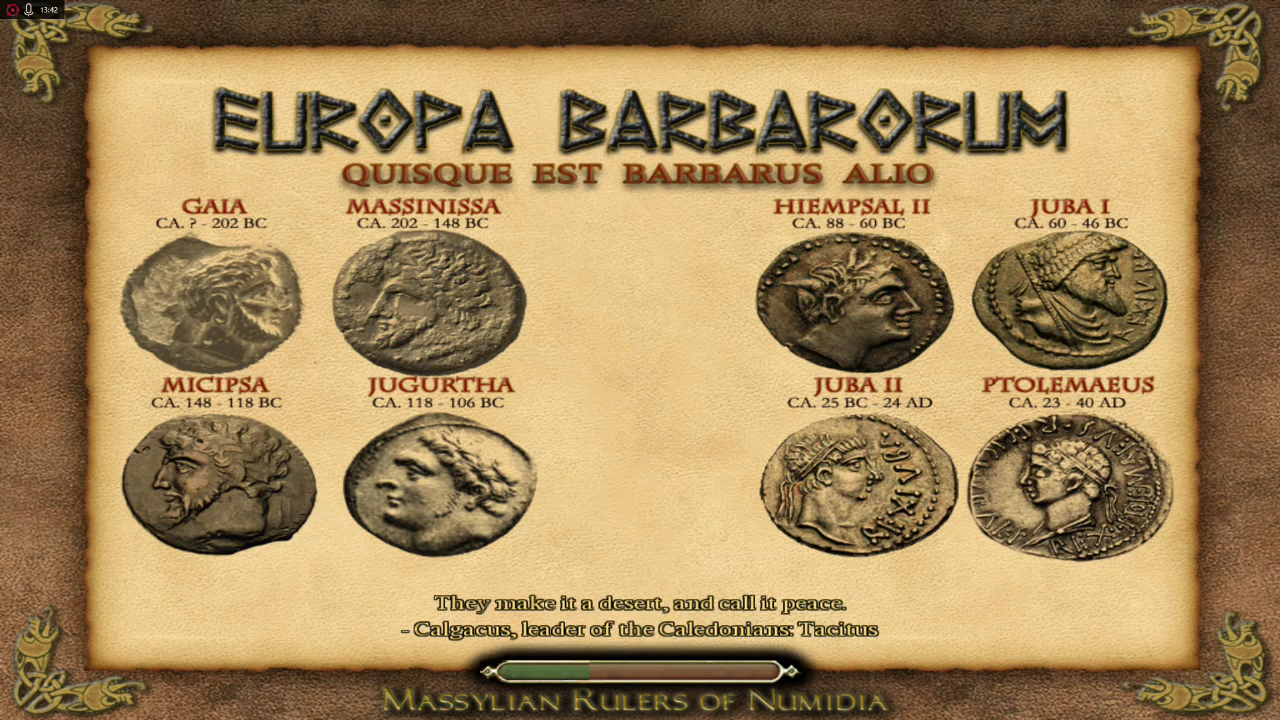 13:42
EUROPA BARBARORUM
QUISQUE EST BARBARUS ALIO
GAIA
CA. ? - 202 BC
MASSINISSA
CA. 202 - 148 BC
HIEMPSAL II
CA. 88 - 60 BC
JUBA I
CA. 60 - 46 BC
MICIPSA
CA. 148 - 118 BC
JUGURTHA
CA. 118 - 106 BC
JUBA II
CA. 25 BC - 24 AD
PTOLEMAEUS
CA. 23 - 40 AD
REX
They make it a desert, and call it peace.
- Calgacus, leader of the Caledonians: Tacitus
MASSYLIAN RULERS OF NUMIDIA